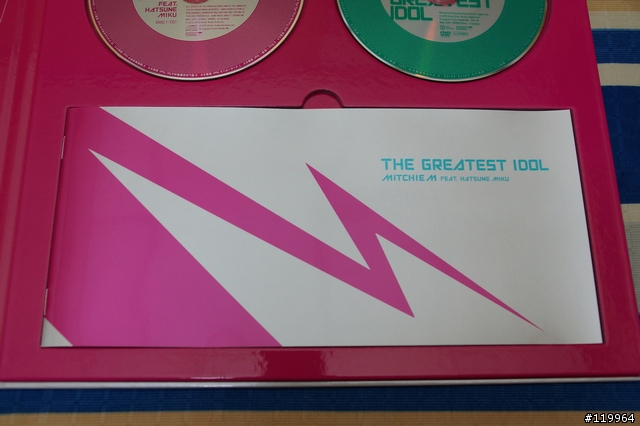 FEAT. HATSUNE
MIKU
GREATEST
IDOL
THE GREATEST IDOL
MITCHIE M FEAT. HATSUNE MIKU
#119964